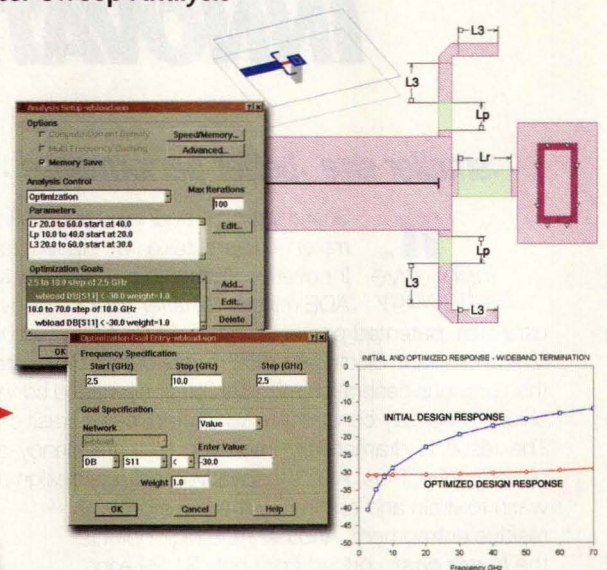 ter Sweep Analysis
L3
L3
Lp
Lr
Lp
L3
L3
Analysis Setup -wbload.son
Options
Compute Current Density
Speed/Memory...
Multi Frequency Caching
Advanced...
Memory Save
Analysis Control
Optimization
Max Iterations
100
Parameters
Lr 20.0 to 60.0 start at 40.0
Lp 10.0 to 40.0 start at 20.0
L3 20.0 to 60.0 start at 30.0
Edit...
Optimization Goals
2.5 to 10.0 step of 2.5 GHz
wbload DB[S11] < -30.0 weight=1.0
10.0 to 70.0 step of 10.0 GHz
wbload DB[S11] < -30.0 weight=1.0
Add...
Edit...
Delete
OK
Optimization Goal Entry-wbload.son
Frequency Specification
Start (GHz)
Stop (GHz)
Step (GHz)
2.5
10.0
2.5
Goal Specification
Network
Value
wbload
Enter Value:
DB
S11
<
-30.0
Weight
1.0
OK
Cancel
Help
INITIAL AND OPTIMIZED RESPONSE - WIDEBAND TERMINATION
INITIAL DESIGN RESPONSE
OPTIMIZED DESIGN RESPONSE
0
-5
-10
-15
-20
-25
-30
-35
-40
-45
-50
0 10 20 30 40 50 60 70
Frequency GHz